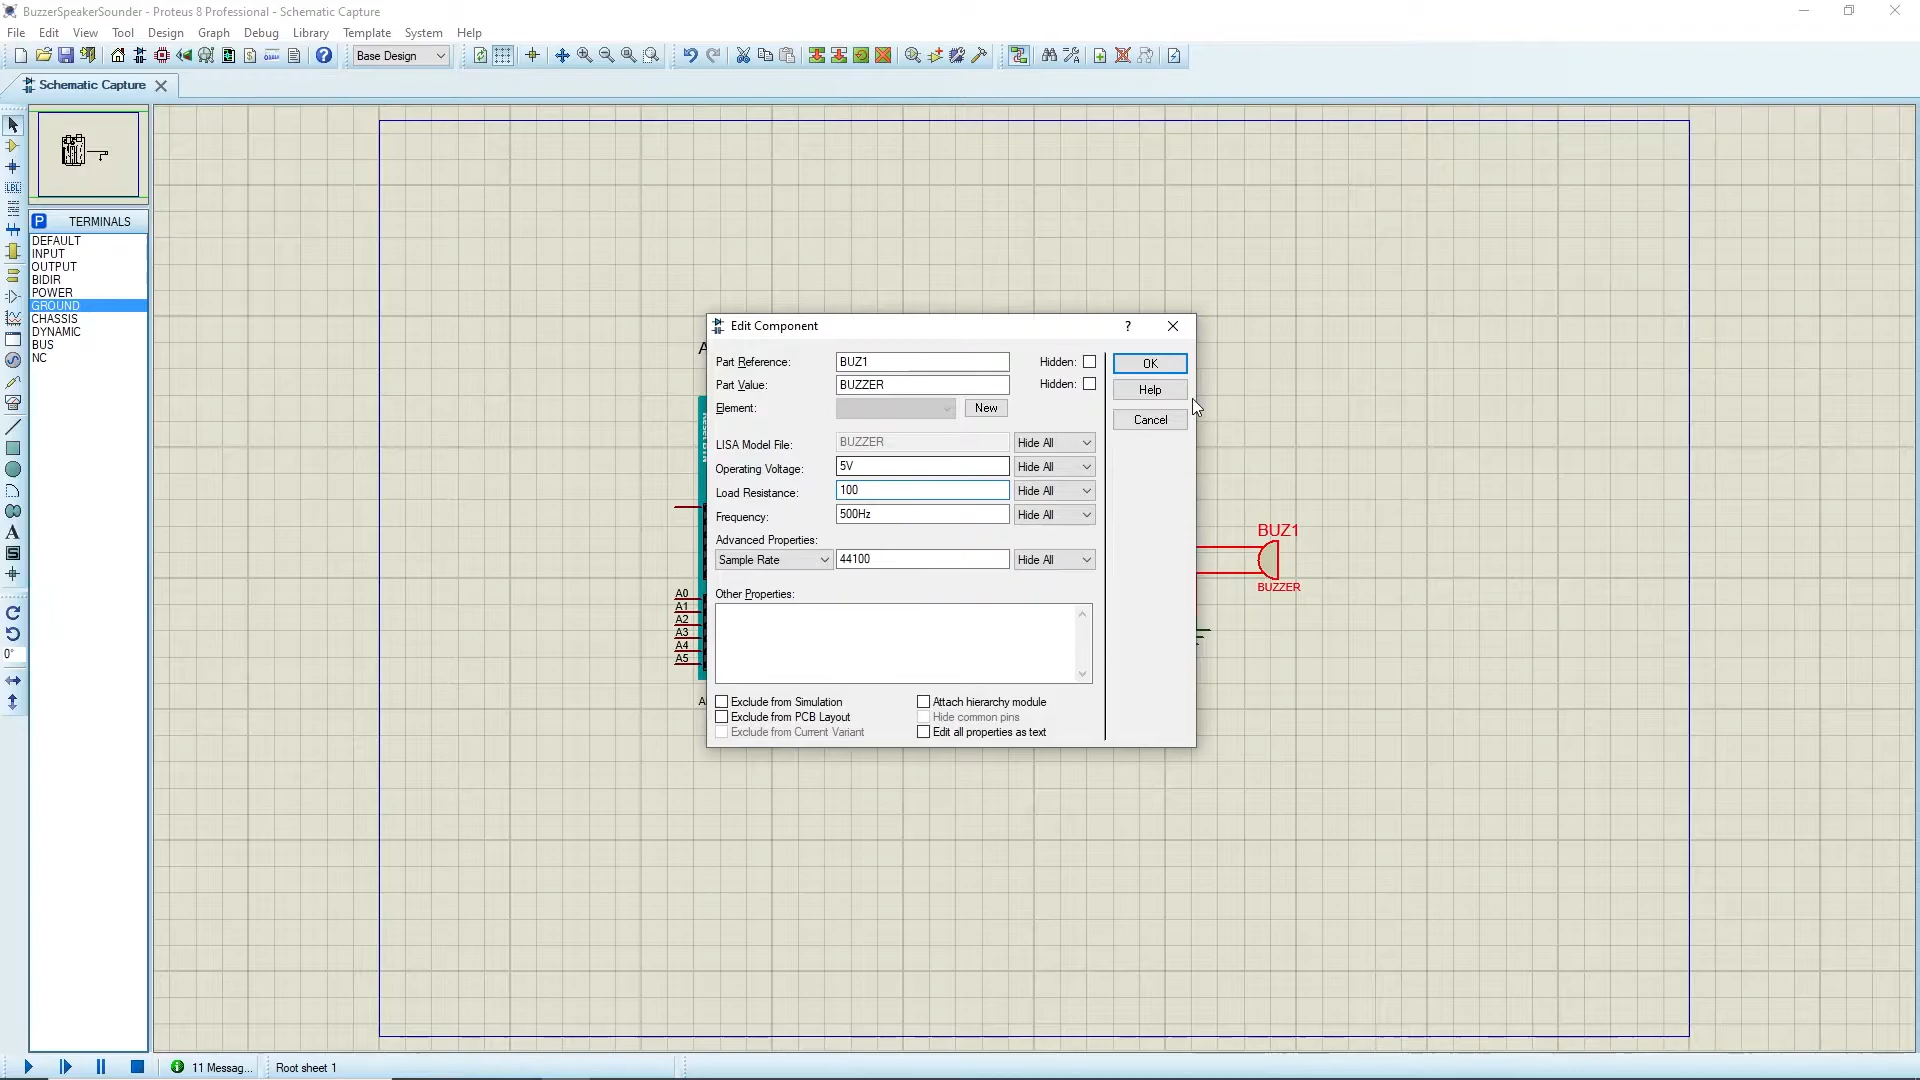 BuzzerSpeakerSounder - Proteus 8 Professional - Schematic Capture
File Edit View Tool Design Graph Debug Library Template System Help
Base Design
Schematic Capture
P TERMINALS
DEFAULT
INPUT
OUTPUT
BIDIR
POWER
GROUND
CHASSIS
DYNAMIC
BUS
NC
LBL
A
S
0°
Edit Component
?
Part Reference: BUZ1 Hidden:
Part Value: BUZZER Hidden:
Element: New
LISA Model File: BUZZER Hide All
Operating Voltage: 5V Hide All
Load Resistance: 100 Hide All
Frequency: 500Hz Hide All
Advanced Properties:
Sample Rate 44100 Hide All
Other Properties:
Exclude from Simulation Attach hierarchy module
Exclude from PCB Layout Hide common pins
Exclude from Current Variant Edit all properties as text
OK
Help
Cancel
A
A0
A1
A2
A3
A4
A5
A
BUZ1
BUZZER
11 Messag... Root sheet 1